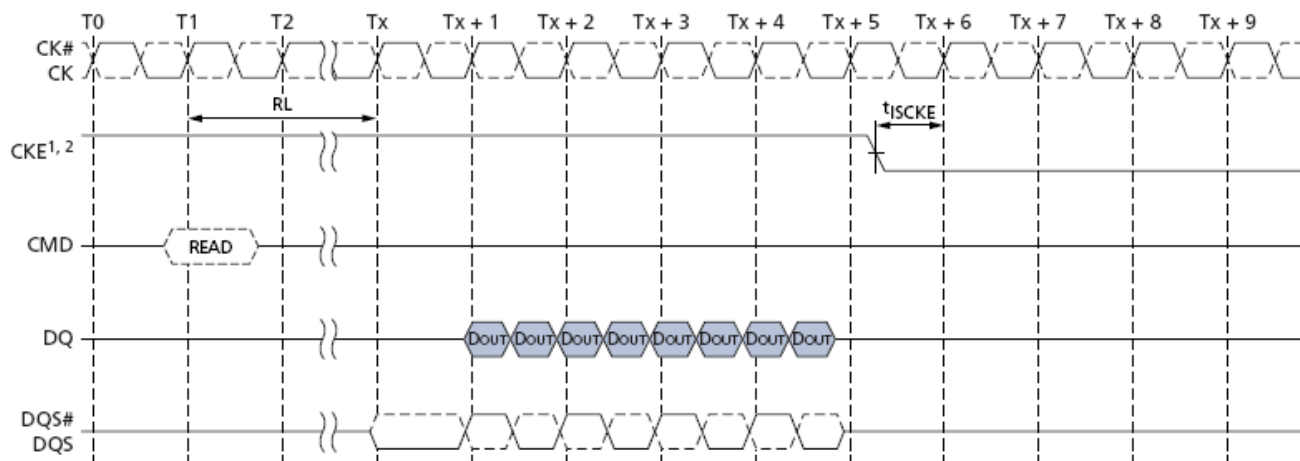 T0 T1 T2 Tx Tx + 1 Tx + 2 Tx + 3 Tx + 4 Tx + 5 Tx + 6 Tx + 7 Tx + 8 Tx + 9
CK#
CK
RL
tISCKE
CKE1, 2
CMD READ
DQ DOUT DOUT DOUT DOUT DOUT DOUT DOUT DOUT
DQS#
DQS